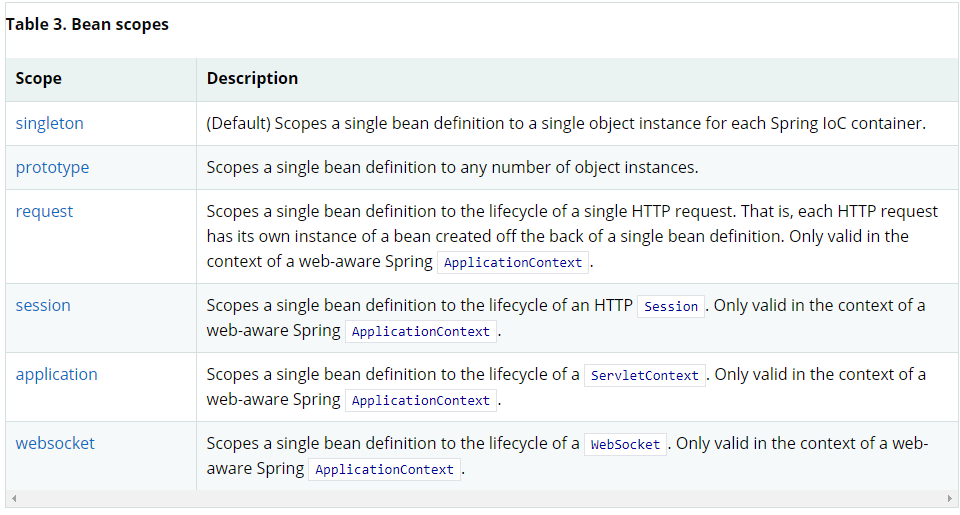 Table 3. Bean scopes
Scope Description
singleton (Default) Scopes a single bean definition to a single object instance for each Spring IoC container.
prototype Scopes a single bean definition to any number of object instances.
request Scopes a single bean definition to the lifecycle of a single HTTP request. That is, each HTTP request
has its own instance of a bean created off the back of a single bean definition. Only valid in the
context of a web-aware Spring ApplicationContext.
session Scopes a single bean definition to the lifecycle of an HTTP Session. Only valid in the context of a
web-aware Spring ApplicationContext.
application Scopes a single bean definition to the lifecycle of a ServletContext. Only valid in the context of a
web-aware Spring ApplicationContext.
websocket Scopes a single bean definition to the lifecycle of a WebSocket. Only valid in the context of a web-
aware Spring ApplicationContext.